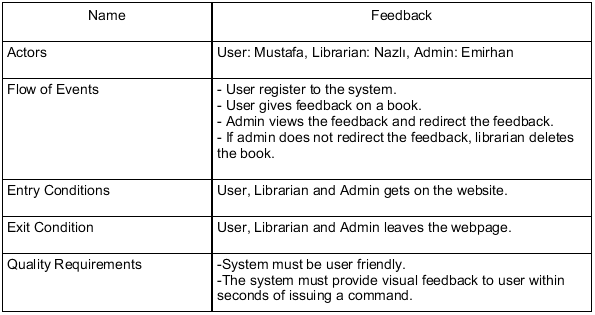 Name Feedback
Actors User: Mustafa, Librarian: Nazlı, Admin: Emirhan
Flow of Events - User register to the system.
- User gives feedback on a book.
- Admin views the feedback and redirect the feedback.
- If admin does not redirect the feedback, librarian deletes
the book.
Entry Conditions User, Librarian and Admin gets on the website.
Exit Condition User, Librarian and Admin leaves the webpage.
Quality Requirements -System must be user friendly.
-The system must provide visual feedback to user within
seconds of issuing a command.